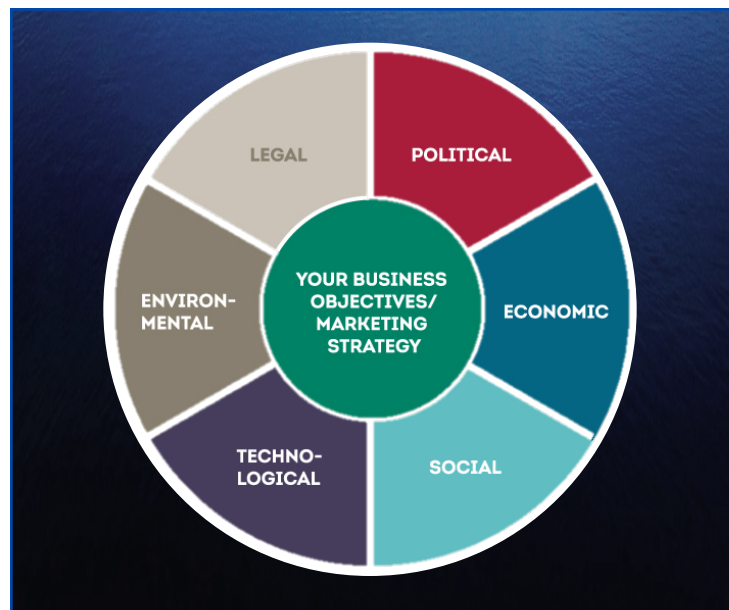 LEGAL
POLITICAL
YOUR BUSINESS
OBJECTIVES/
MARKETING
STRATEGY
ENVIRON-
MENTAL
ECONOMIC
TECHNO-
LOGICAL
SOCIAL